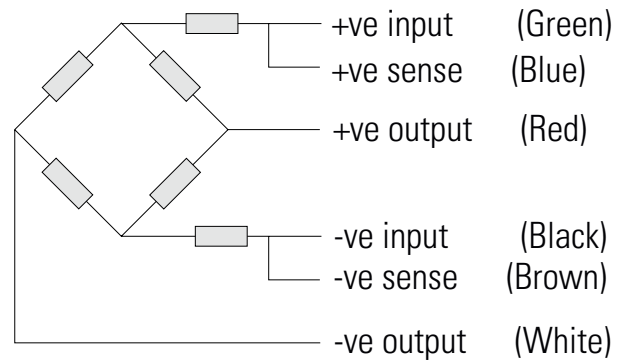 +ve input (Green)
+ve sense (Blue)
+ve output (Red)
-ve input (Black)
-ve sense (Brown)
-ve output (White)